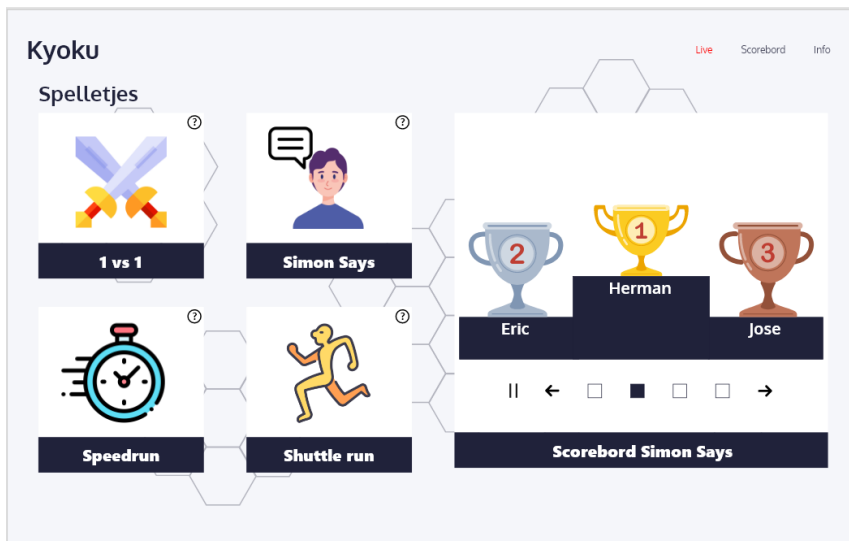 Kyoku
Live Scorebord Info
Spelletjes
?
1 vs 1
?
Simon Says
?
Speedrun
?
Shuttle run
2
1
3
Herman
Eric
Jose
Scorebord Simon Says